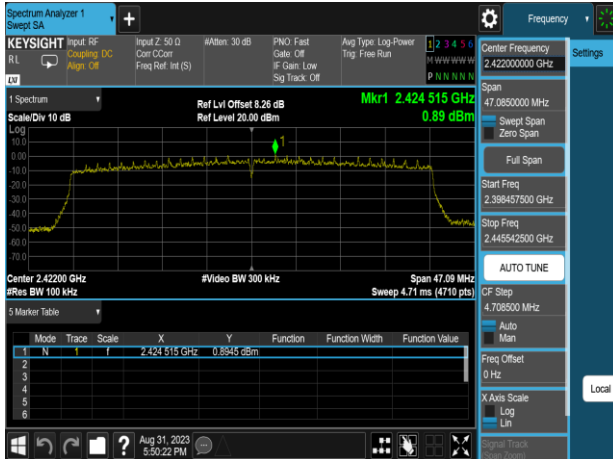 Spectrum Analyzer 1
Swept SA
+
Frequency
KEYSIGHT
RL
LXI
Input: RF
Coupling: DC
Align: Off
Input Z: 50 Ω
Corr CCorr
Freq Ref: Int (S)
#Atten: 30 dB
PNO: Fast
Gate: Off
IF Gain: Low
Sig Track: Off
Avg Type: Log-Power
Trig: Free Run
1 2 3 4 5 6
M W W W W W
P N N N N N
Center Frequency
2.422000000 GHz
Settings
1 Spectrum
Scale/Div 10 dB
Ref Lvl Offset 8.26 dB
Ref Level 20.00 dBm
Mkr1 2.424 515 GHz
0.89 dBm
Log
10.0
0.00
-10.0
-20.0
-30.0
-40.0
-50.0
-60.0
-70.0
1
Center 2.42200 GHz
#Res BW 100 kHz
#Video BW 300 kHz
Span 47.09 MHz
Sweep 4.71 ms (4710 pts)
Span
47.0850000 MHz
Swept Span
Zero Span
Full Span
Start Freq
2.398457500 GHz
Stop Freq
2.445542500 GHz
AUTO TUNE
CF Step
4.708500 MHz
Auto
Man
Freq Offset
0 Hz
X Axis Scale
Log
Lin
Signal Track
(Span Zoom)
Local
5 Marker Table
Mode Trace Scale X Y Function Function Width Function Value
1 N 1 f 2.424 515 GHz 0.8945 dBm
2
3
4
5
6
?
Aug 31, 2023
5:50:22 PM